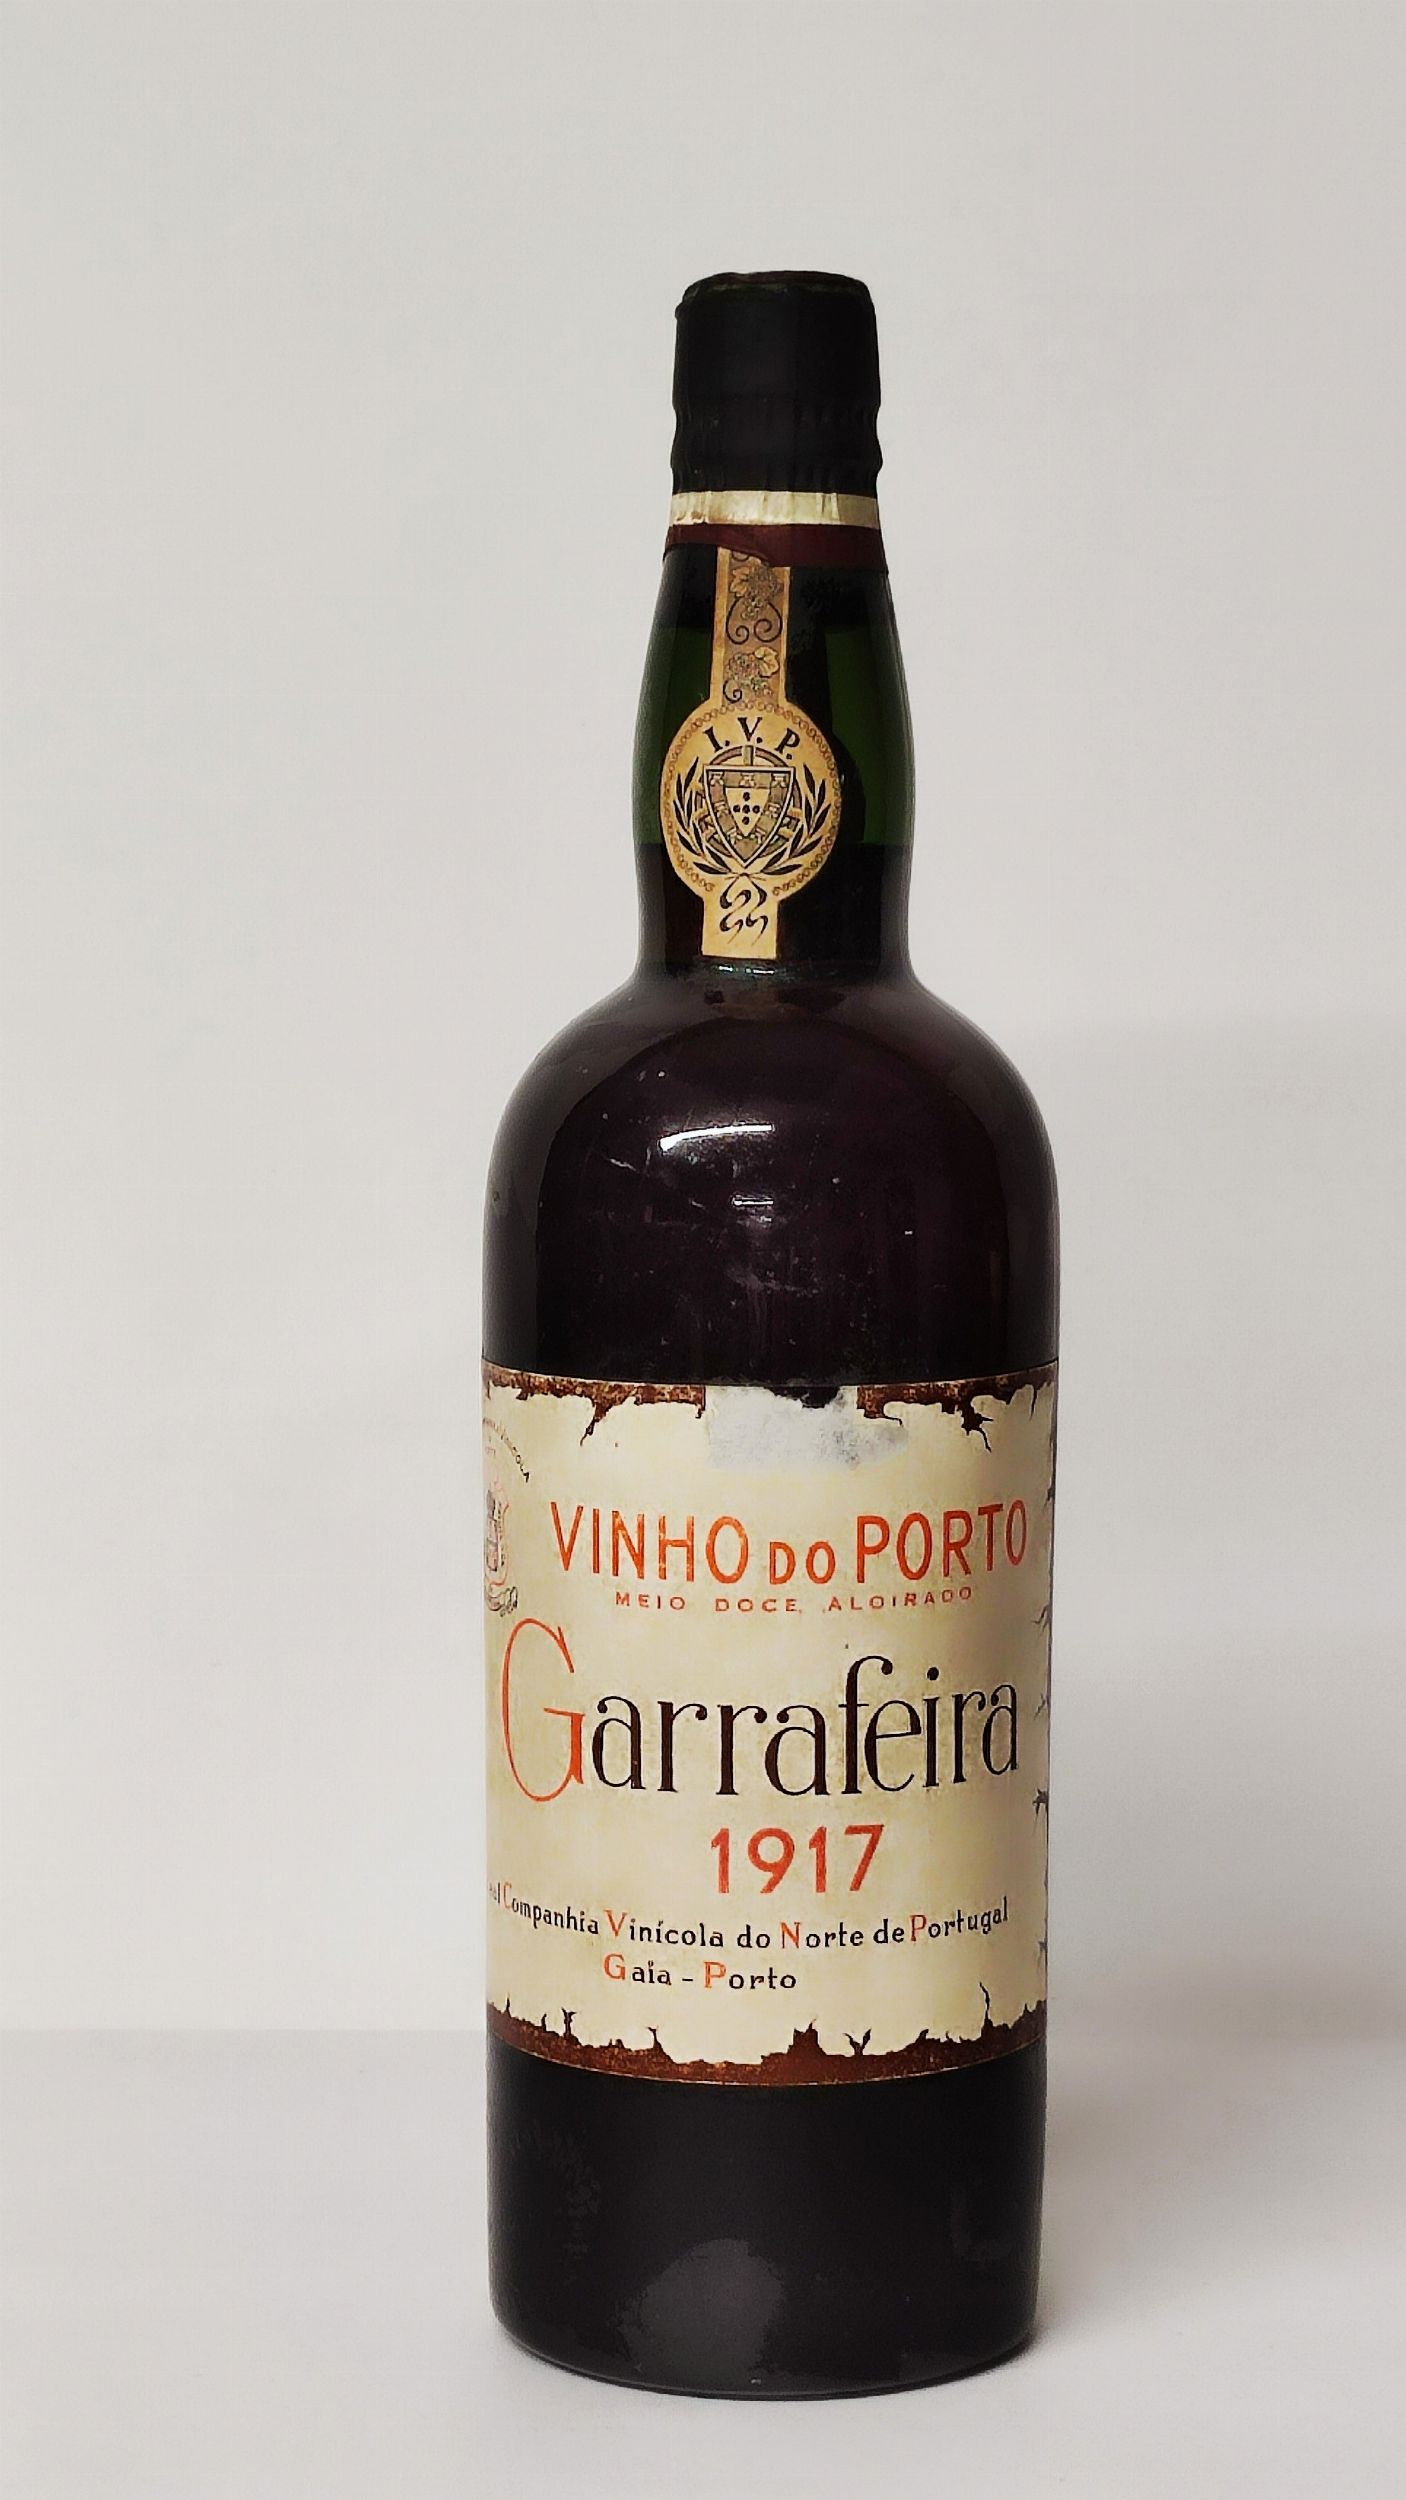 I.V.P.
VINHO DO PORTO
MEIO DOCE, ALOIRADO
Garrafeira
1917
Companhia Vinícola do Norte de Portugal
Gaia - Porto